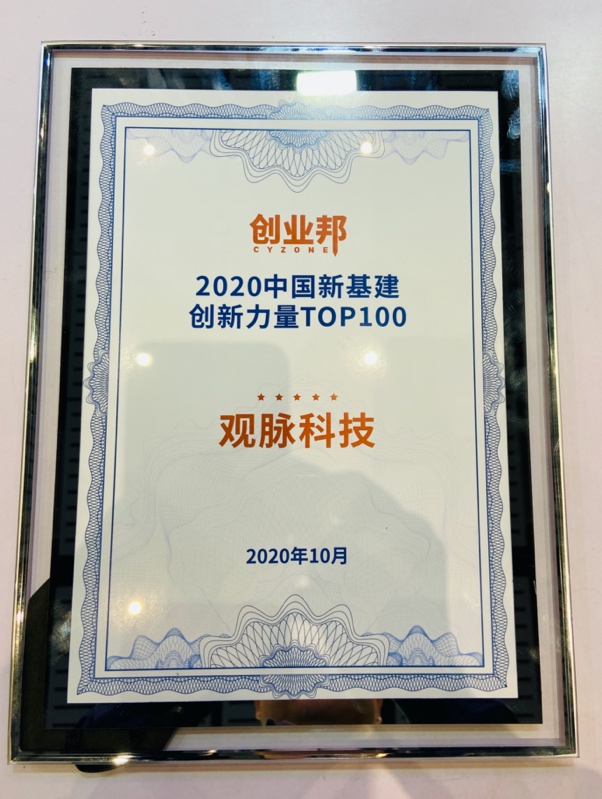 创业邦
CYZONE
2020中国新基建
创新力量TOP100
观脉科技
2020年10月